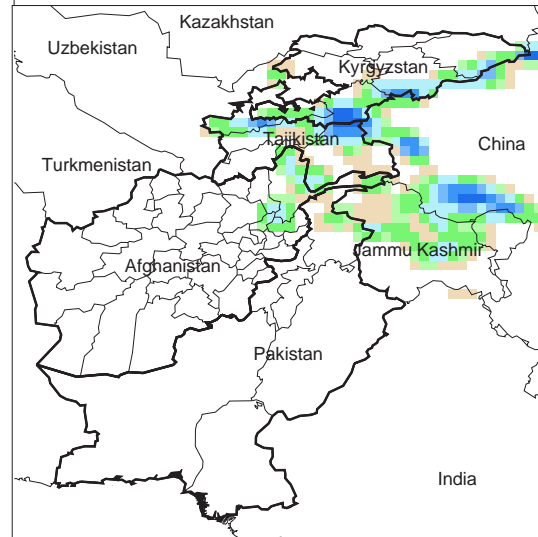 Kazakhstan
Uzbekistan
Kyrgyzstan
Tajikistan
China
Turkmenistan
Jammu Kashmir
Afghanistan
Pakistan
India